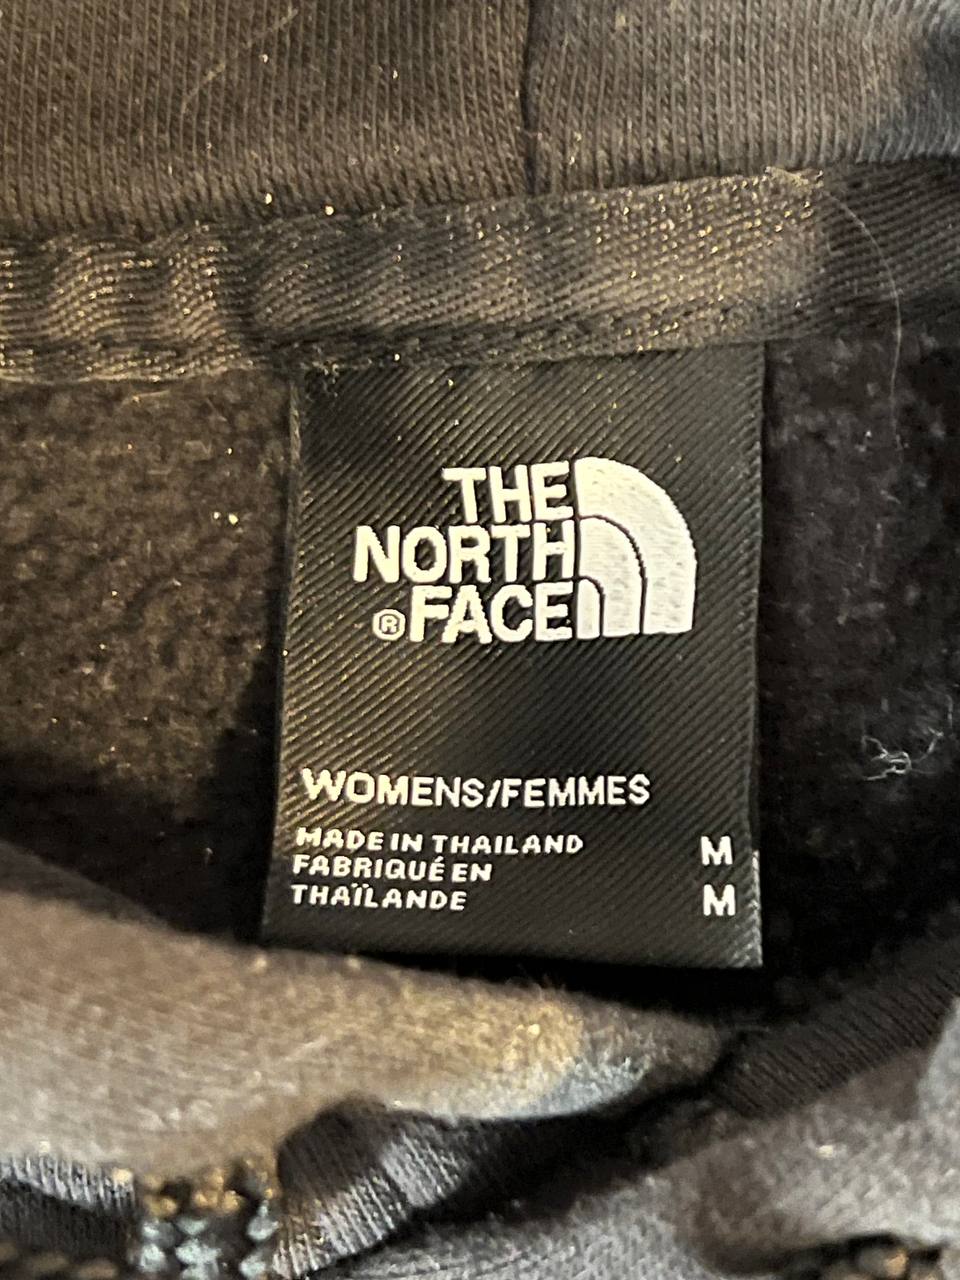 THE
NORTH
®FACE
WOMENS/FEMMES
MADE IN THAILAND M
FABRIQUÉ EN
THAÏLANDE M